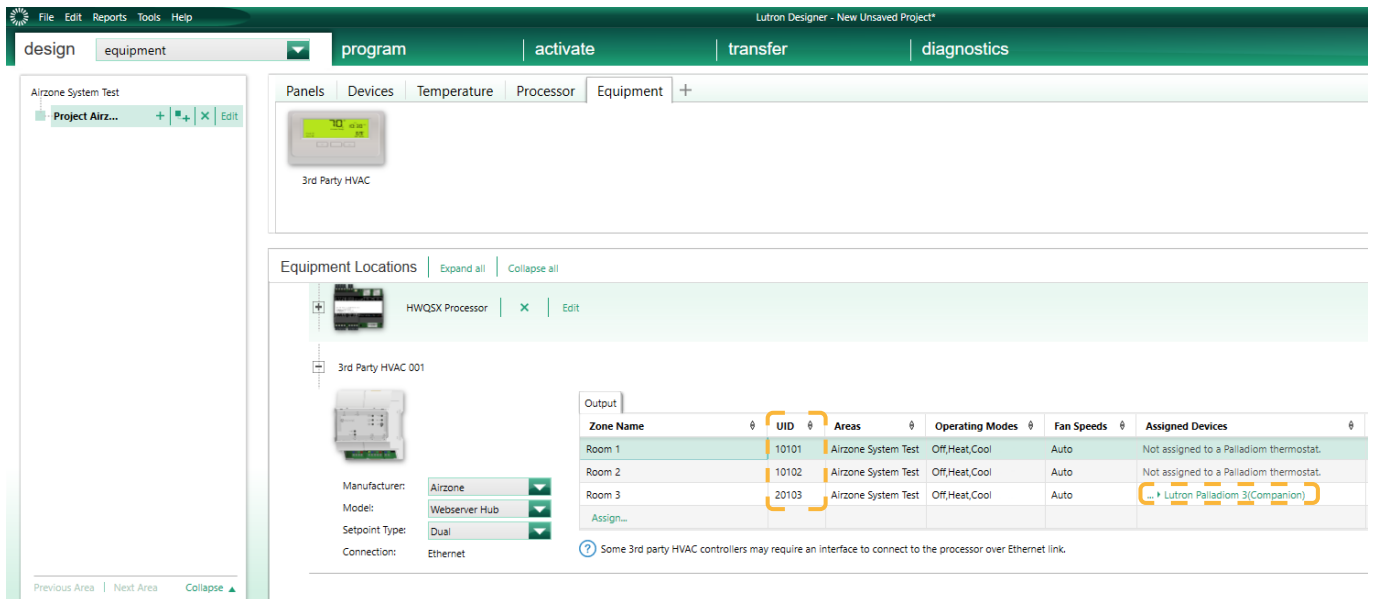 File Edit Reports Tools Help Lutron Designer - New Unsaved Project*
design equipment program activate transfer diagnostics
Airzone System Test
Project Airz... + + × Edit
Panels Devices Temperature Processor Equipment +
3rd Party HVAC
Equipment Locations Expand all Collapse all
HWQSX Processor × Edit
3rd Party HVAC 001
Output
Zone Name UID Areas Operating Modes Fan Speeds Assigned Devices
Room 1 10101 Airzone System Test Off,Heat,Cool Auto Not assigned to a Palladiom thermostat.
Room 2 10102 Airzone System Test Off,Heat,Cool Auto Not assigned to a Palladiom thermostat.
Room 3 20103 Airzone System Test Off,Heat,Cool Auto ... Lutron Palladiom 3(Companion)
Assign...
Manufacturer: Airzone
Model: Webserver Hub
Setpoint Type: Dual
Connection: Ethernet
? Some 3rd party HVAC controllers may require an interface to connect to the processor over Ethernet link.
Previous Area Next Area Collapse